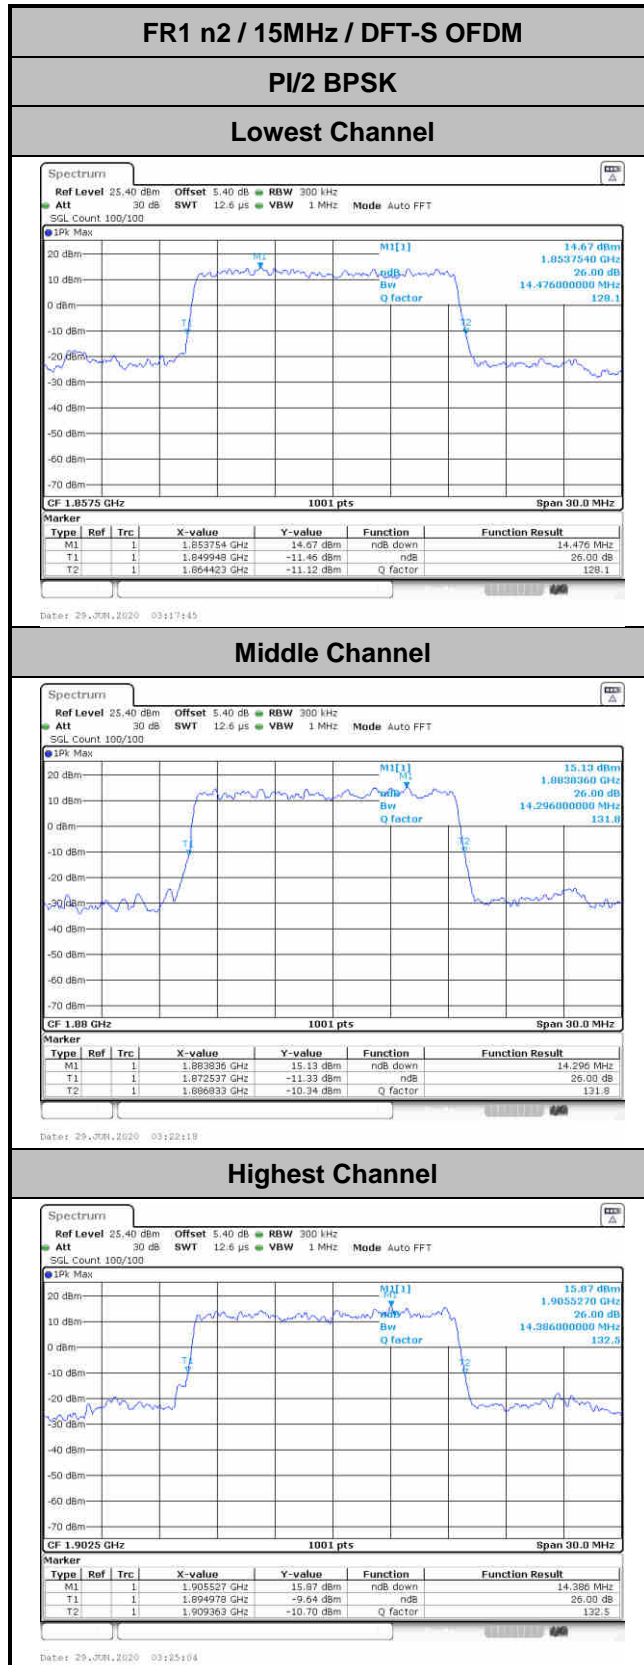 FR1 n2 / 15MHz / DFT-S OFDM
PI/2 BPSK
Lowest Channel
Spectrum
Ref Level 25.40 dBm Offset 5.40 dB RBW 300 kHz
Att 30 dB SWT 12.6 µs VBW 1 MHz Mode Auto FFT
SGL Count 100/100
1Pk Max
M1[1] 14.67 dBm
1.8537540 GHz
ndB 26.00 dB
Bw 14.476000000 MHz
Q factor 128.1
M1
T1
T2
20 dBm
10 dBm
0 dBm
-10 dBm
-20 dBm
-30 dBm
-40 dBm
-50 dBm
-60 dBm
-70 dBm
CF 1.8575 GHz 1001 pts Span 30.0 MHz
Marker
Type Ref Trc X-value Y-value Function Function Result
M1 1 1.853754 GHz 14.67 dBm ndB down 14.476 MHz
T1 1 1.849948 GHz -11.46 dBm ndB 26.00 dB
T2 1 1.864423 GHz -11.12 dBm Q factor 128.1
Date: 29.JUN.2020 03:17:45
Middle Channel
Spectrum
Ref Level 25.40 dBm Offset 5.40 dB RBW 300 kHz
Att 30 dB SWT 12.6 µs VBW 1 MHz Mode Auto FFT
SGL Count 100/100
1Pk Max
M1[1] 15.13 dBm
1.8838360 GHz
ndB 26.00 dB
Bw 14.296000000 MHz
Q factor 131.8
M1
T1
T2
20 dBm
10 dBm
0 dBm
-10 dBm
-20 dBm
-30 dBm
-40 dBm
-50 dBm
-60 dBm
-70 dBm
CF 1.88 GHz 1001 pts Span 30.0 MHz
Marker
Type Ref Trc X-value Y-value Function Function Result
M1 1 1.883836 GHz 15.13 dBm ndB down 14.296 MHz
T1 1 1.872537 GHz -11.33 dBm ndB 26.00 dB
T2 1 1.886833 GHz -10.34 dBm Q factor 131.8
Date: 29.JUN.2020 03:22:18
Highest Channel
Spectrum
Ref Level 25.40 dBm Offset 5.40 dB RBW 300 kHz
Att 30 dB SWT 12.6 µs VBW 1 MHz Mode Auto FFT
SGL Count 100/100
1Pk Max
M1[1] 15.87 dBm
1.9055270 GHz
ndB 26.00 dB
Bw 14.386000000 MHz
Q factor 132.5
M1
T1
T2
20 dBm
10 dBm
0 dBm
-10 dBm
-20 dBm
-30 dBm
-40 dBm
-50 dBm
-60 dBm
-70 dBm
CF 1.9025 GHz 1001 pts Span 30.0 MHz
Marker
Type Ref Trc X-value Y-value Function Function Result
M1 1 1.905527 GHz 15.87 dBm ndB down 14.386 MHz
T1 1 1.894978 GHz -9.64 dBm ndB 26.00 dB
T2 1 1.909363 GHz -10.70 dBm Q factor 132.5
Date: 29.JUN.2020 03:25:04